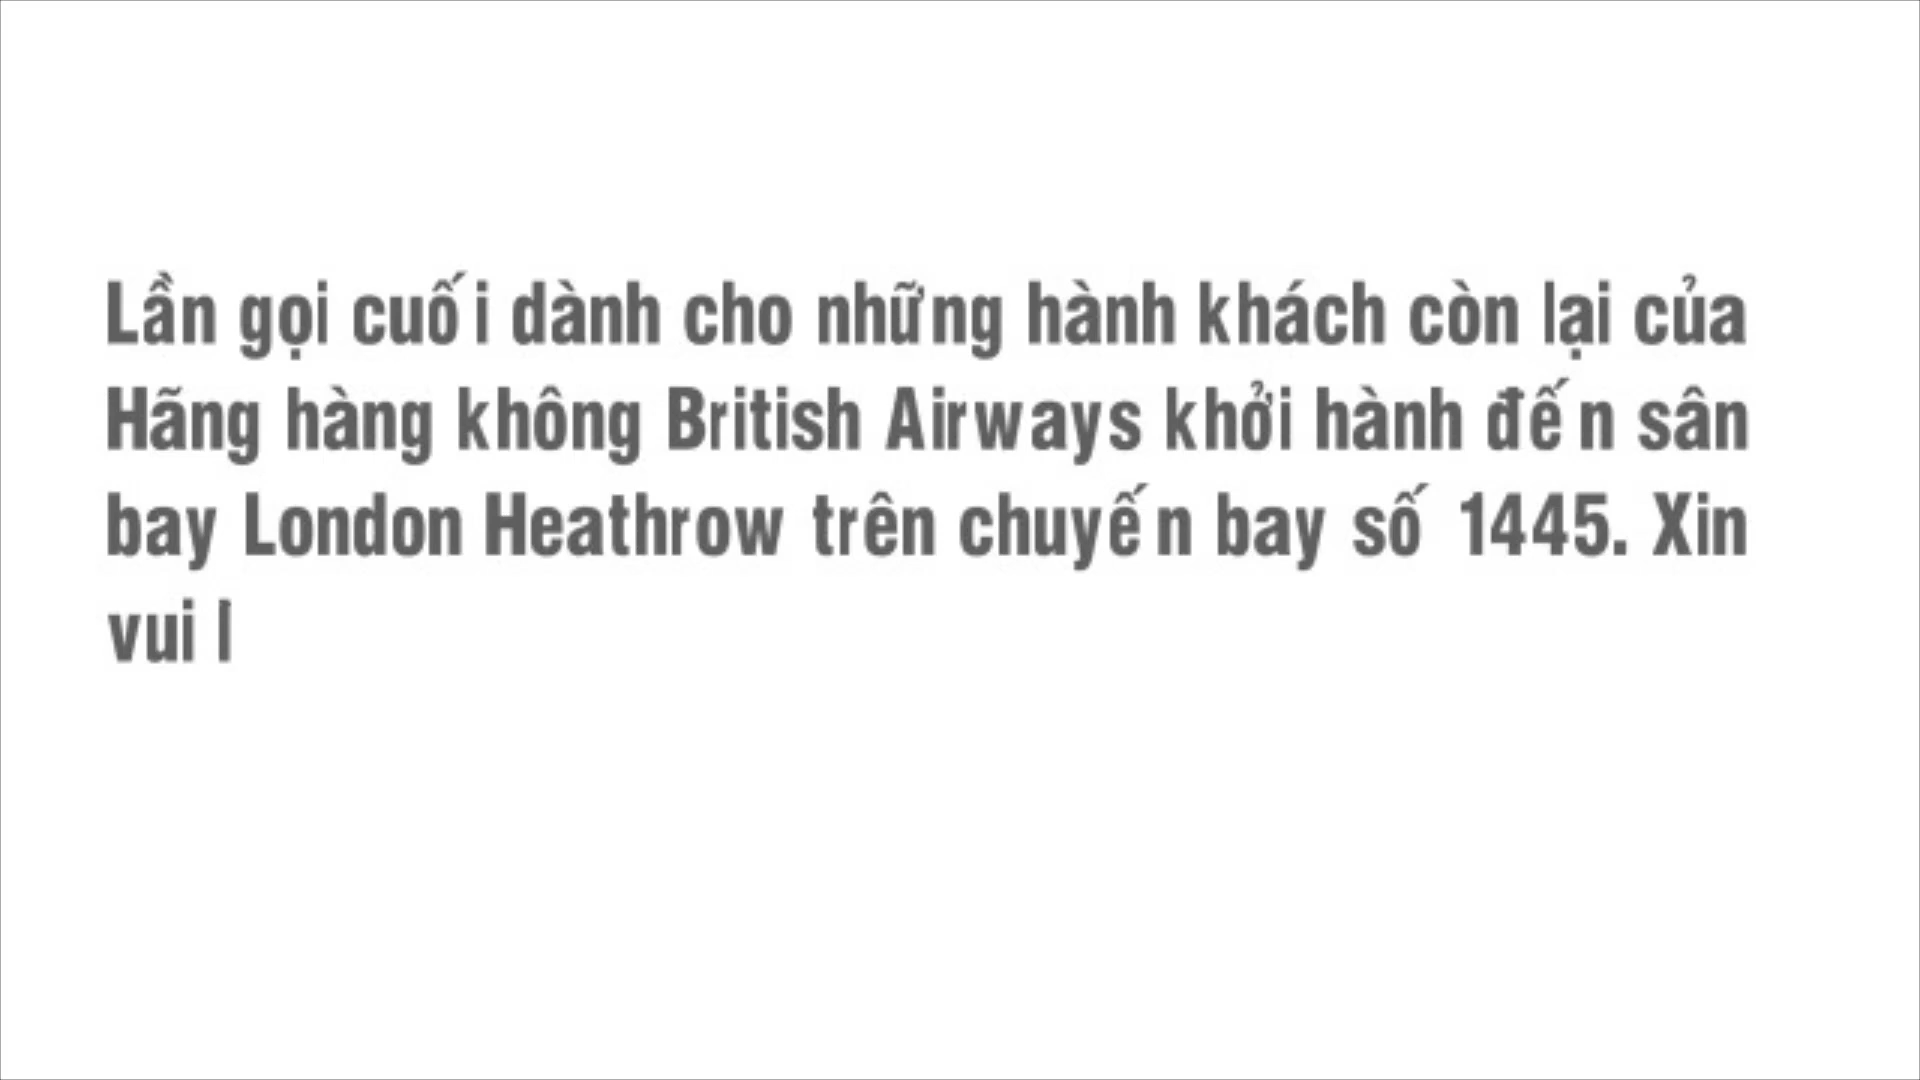 Lần gọi cuối dành cho những hành khách còn lại của
Hãng hàng không British Airways khởi hành đến sân
bay London Heathrow trên chuyến bay số 1445. Xin
vui l